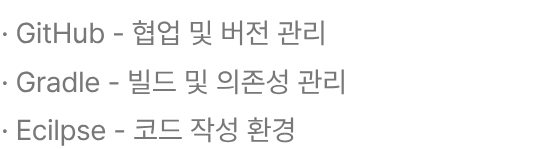 · GitHub - 협업 및 버전 관리
· Gradle - 빌드 및 의존성 관리
· Ecilpse - 코드 작성 환경